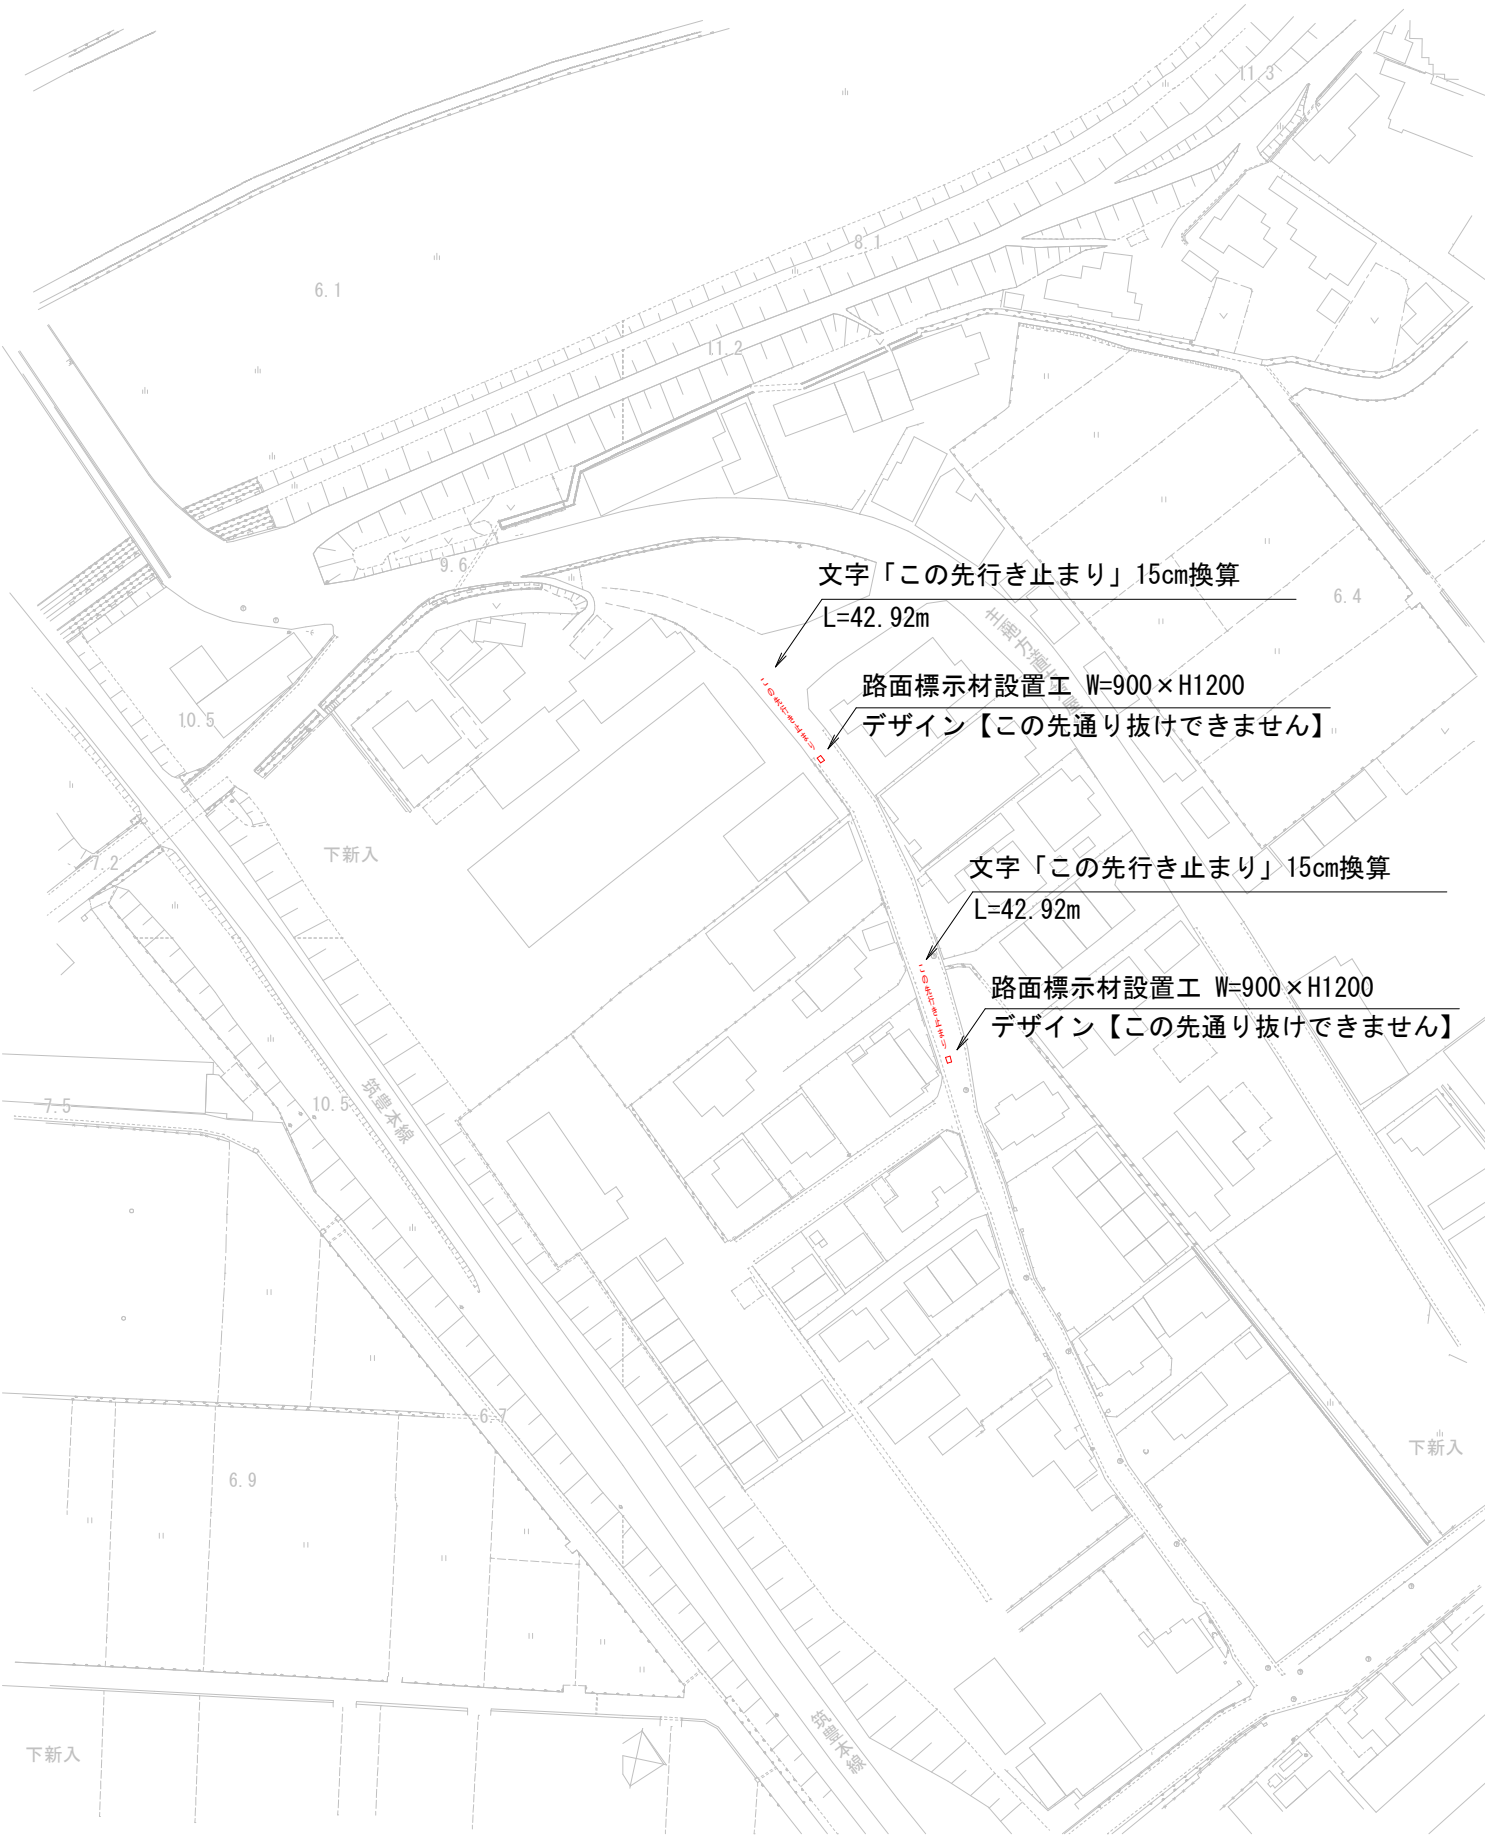 11.3
8.1
6.1
11.2
9.6
文字「この先行き止まり」15cm換算
L=42.92m
6.4
路面標示材設置工 W=900×H1200
デザイン【この先通り抜けできません】
10.5
下新入
7.2
文字「この先行き止まり」15cm換算
L=42.92m
路面標示材設置工 W=900×H1200
デザイン【この先通り抜けできません】
7.5
10.5
筑豊本線
6.7
下新入
6.9
筑豊本線
下新入